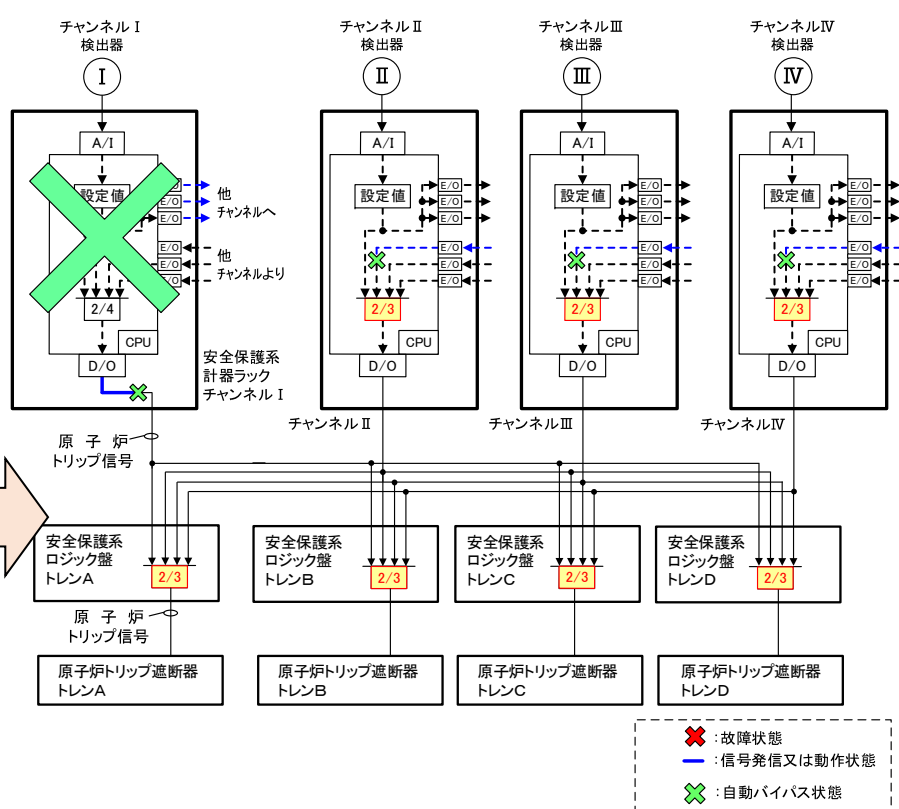 チャンネルⅠ
検出器
チャンネルⅡ
検出器
チャンネルⅢ
検出器
チャンネルⅣ
検出器
Ⅰ
Ⅱ
Ⅲ
Ⅳ
A/I
A/I
A/I
A/I
設定値
設定値
設定値
設定値
E/O
E/O
E/O
他
チャンネルへ
E/O
E/O
E/O
他
チャンネルより
2/4
CPU
D/O
E/O
E/O
E/O
E/O
E/O
E/O
2/3
CPU
D/O
E/O
E/O
E/O
E/O
E/O
E/O
2/3
CPU
D/O
E/O
E/O
E/O
E/O
E/O
E/O
2/3
CPU
D/O
安全保護系
計器ラック
チャンネルⅠ
チャンネルⅡ
チャンネルⅢ
チャンネルⅣ
原 子 炉
トリップ信号
安全保護系
ロジック盤
トレンA
2/3
安全保護系
ロジック盤
トレンB
2/3
安全保護系
ロジック盤
トレンC
2/3
安全保護系
ロジック盤
トレンD
2/3
原 子 炉
トリップ信号
原子炉トリップ遮断器
トレンA
原子炉トリップ遮断器
トレンB
原子炉トリップ遮断器
トレンC
原子炉トリップ遮断器
トレンD
:故障状態
:信号発信又は動作状態
:自動バイパス状態